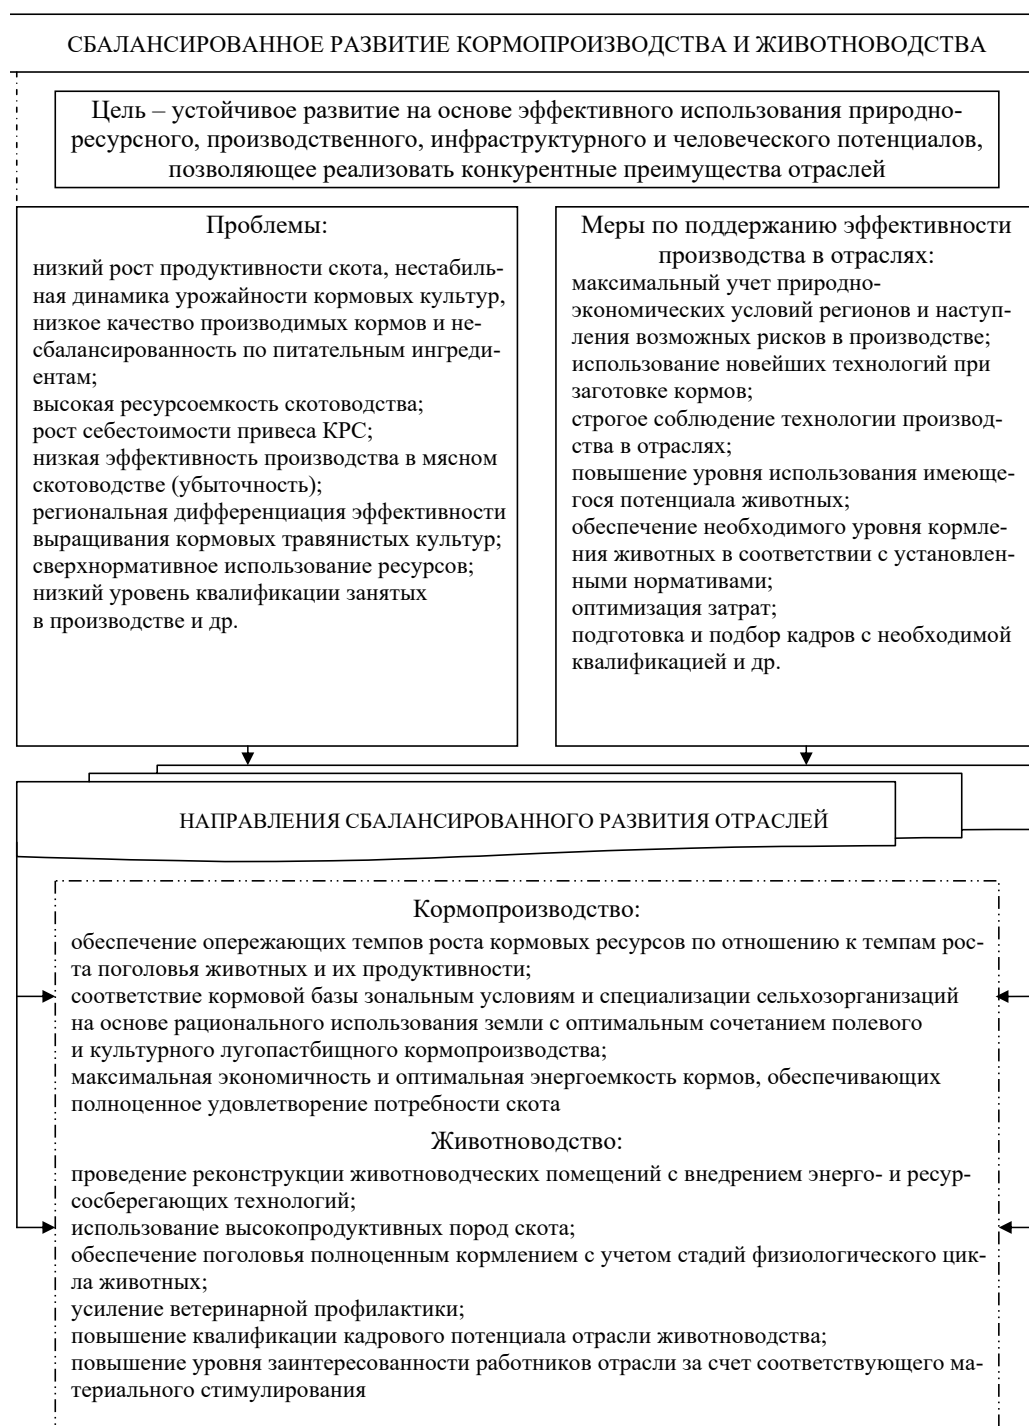 СБАЛАНСИРОВАННОЕ РАЗВИТИЕ КОРМОПРОИЗВОДСТВА И ЖИВОТНОВОДСТВА
Цель – устойчивое развитие на основе эффективного использования природно-
ресурсного, производственного, инфраструктурного и человеческого потенциалов,
позволяющее реализовать конкурентные преимущества отраслей
Проблемы:
низкий рост продуктивности скота, нестабиль-
ная динамика урожайности кормовых культур,
низкое качество производимых кормов и не-
сбалансированность по питательным ингреди-
ентам;
высокая ресурсоемкость скотоводства;
рост себестоимости привеса КРС;
низкая эффективность производства в мясном
скотоводстве (убыточность);
региональная дифференциация эффективности
выращивания кормовых травянистых культур;
сверхнормативное использование ресурсов;
низкий уровень квалификации занятых
в производстве и др.
Меры по поддержанию эффективности
производства в отраслях:
максимальный учет природно-
экономических условий регионов и наступ-
ления возможных рисков в производстве;
использование новейших технологий при
заготовке кормов;
строгое соблюдение технологии производ-
ства в отраслях;
повышение уровня использования имеюще-
гося потенциала животных;
обеспечение необходимого уровня кормле-
ния животных в соответствии с установлен-
ными нормативами;
оптимизация затрат;
подготовка и подбор кадров с необходимой
квалификацией и др.
НАПРАВЛЕНИЯ СБАЛАНСИРОВАННОГО РАЗВИТИЯ ОТРАСЛЕЙ
Кормопроизводство:
обеспечение опережающих темпов роста кормовых ресурсов по отношению к темпам рос-
та поголовья животных и их продуктивности;
соответствие кормовой базы зональным условиям и специализации сельхозорганизаций
на основе рационального использования земли с оптимальным сочетанием полевого
и культурного лугопастбищного кормопроизводства;
максимальная экономичность и оптимальная энергоемкость кормов, обеспечивающих
полноценное удовлетворение потребности скота
Животноводство:
проведение реконструкции животноводческих помещений с внедрением энерго- и ресур-
сосберегающих технологий;
использование высокопродуктивных пород скота;
обеспечение поголовья полноценным кормлением с учетом стадий физиологического цик-
ла животных;
усиление ветеринарной профилактики;
повышение квалификации кадрового потенциала отрасли животноводства;
повышение уровня заинтересованности работников отрасли за счет соответствующего ма-
териального стимулирования